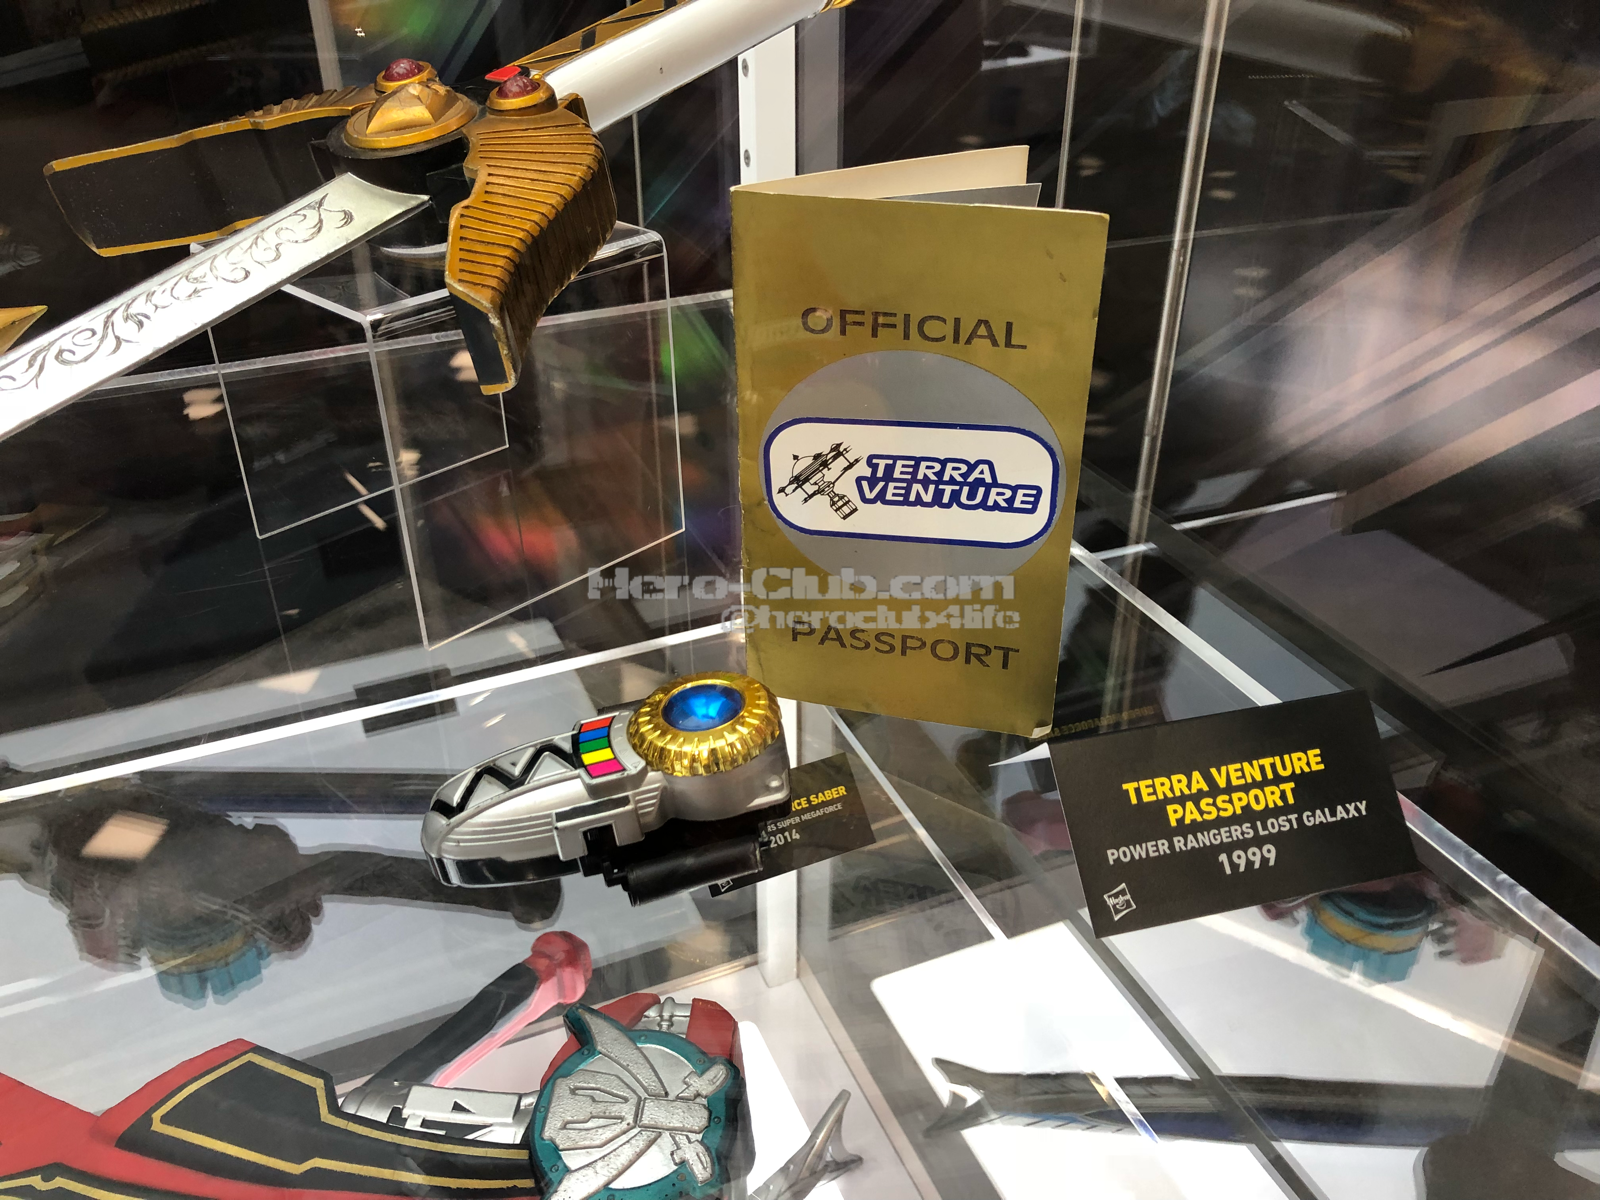 OFFICIAL
TERRA
VENTURE
Hero-Club.com
@heroclub4life
PASSPORT
RCE SABER
RS SUPER MEGAFORCE
2014
TERRA VENTURE
PASSPORT
POWER RANGERS LOST GALAXY
1999
Hasbro